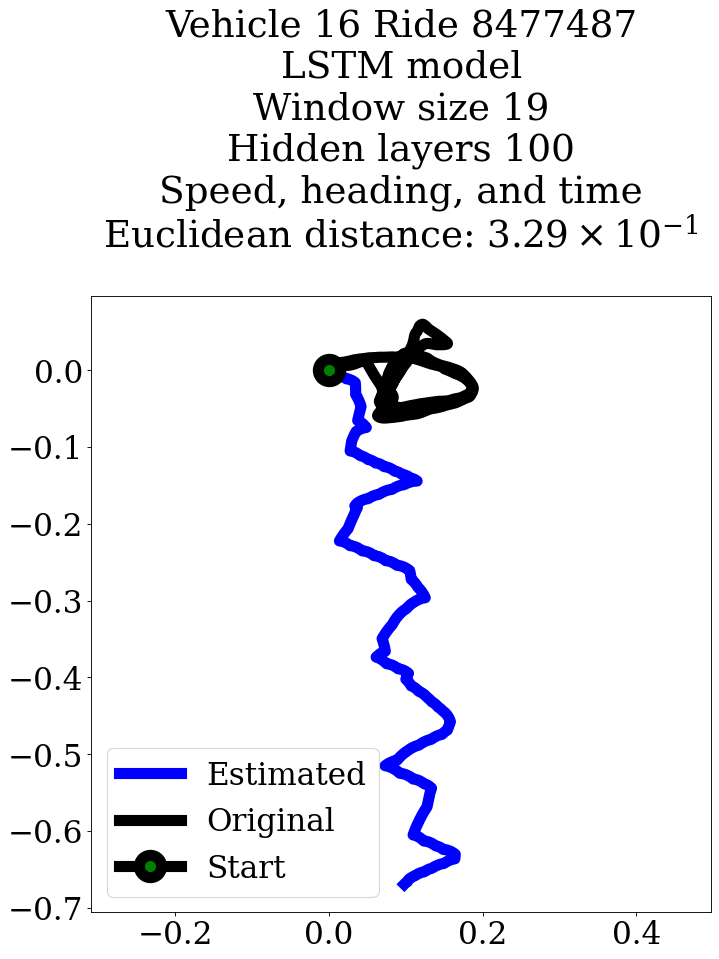 Vehicle 16 Ride 8477487
LSTM model
Window size 19
Hidden layers 100
Speed, heading, and time
Euclidean distance: 3.29 × 10⁻¹
0.0
−0.1
−0.2
−0.3
−0.4
−0.5
−0.6
−0.7
Estimated
Original
Start
−0.2 0.0 0.2 0.4